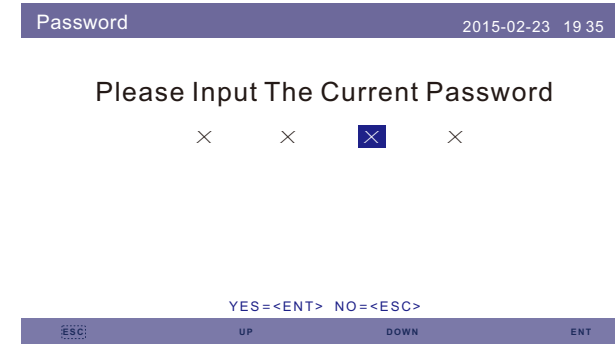 Password 2015-02-23 19 35
Please Input The Current Password
× × × ×
YES=<ENT> NO=<ESC>
ESC UP DOWN ENT